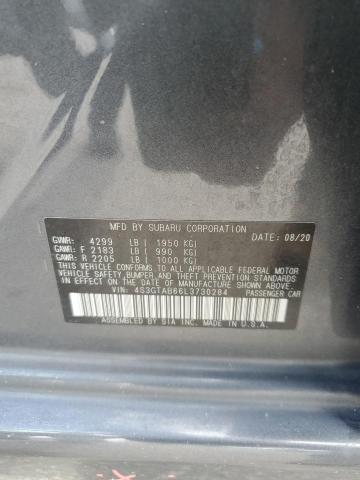 MFD BY SUBARU CORPORATION DATE: 08/20
GVWR: 4299 LB ( 1950 KG)
GAWR: F 2183 LB ( 990 KG)
GAWR: R 2205 LB ( 1000 KG)
THIS VEHICLE CONFORMS TO ALL APPLICABLE FEDERAL MOTOR
VEHICLE SAFETY, BUMPER, AND THEFT PREVENTION STANDARDS
IN EFFECT ON THE DATE OF MANUFACTURE SHOWN ABOVE.
VIN: 4S3GTAB66L3730284 PASSENGER CAR
ASSEMBLED BY SIA INC. IN U.S.A.